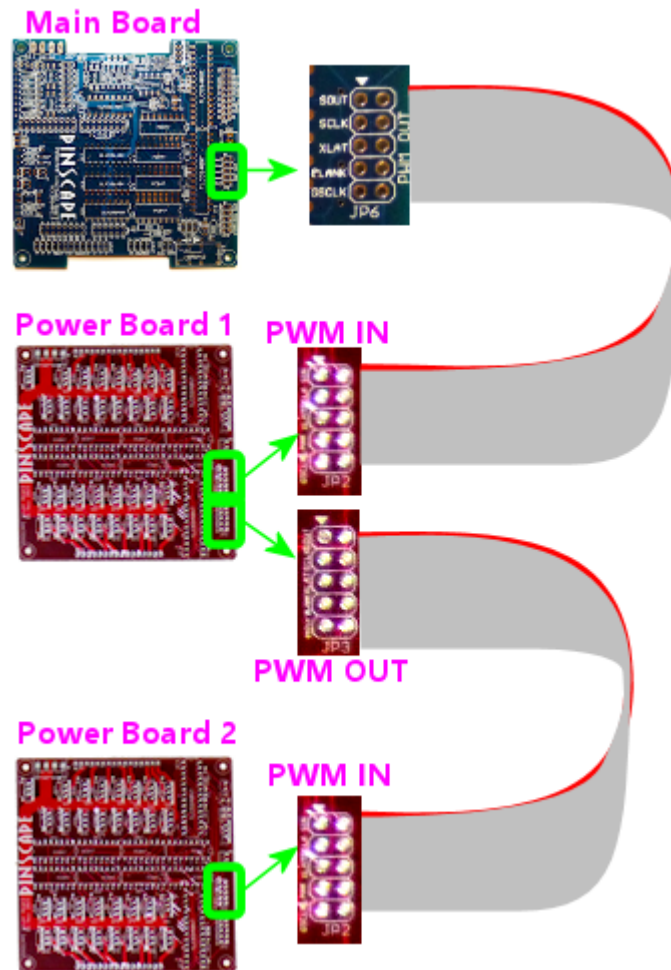 Main Board
SOUT
SCLK
XLAT
BLANK
GSCLK
PWM OUT
JP6
PINSCAPE
Power Board 1
PWM IN
PINSCAPE
JP2
JP3
PWM OUT
Power Board 2
PWM IN
PINSCAPE
JP2